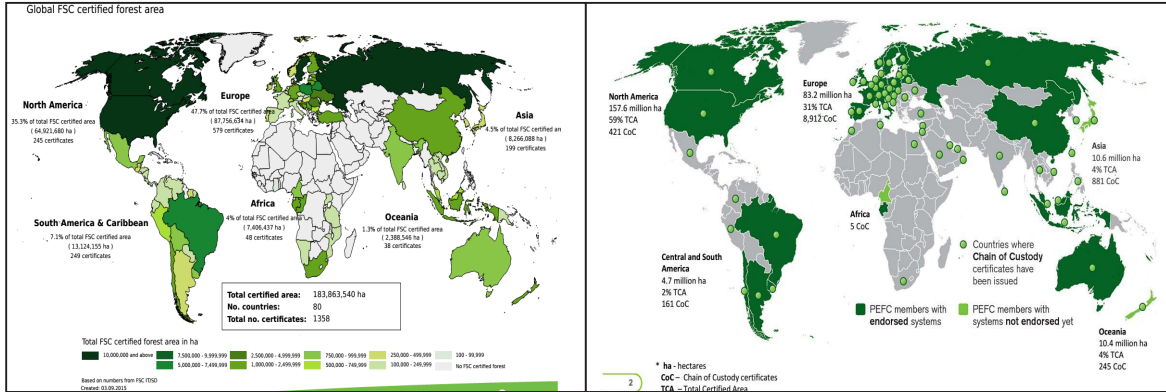 Global FSC certified forest area
North America
35.3% of total FSC certified area
( 64,921,680 ha )
245 certificates
Europe
47.7% of total FSC certified area
( 87,756,634 ha )
579 certificates
Asia
4.5% of total FSC certified ar
( 8,266,088 ha )
199 certificates
South America & Caribbean
7.1% of total FSC certified area
( 13,124,155 ha )
249 certificates
Africa
4% of total FSC certified area
( 7,406,437 ha )
48 certificates
Oceania
1.3% of total FSC certified area
( 2,388,546 ha )
38 certificates
Total certified area: 183,863,540 ha
No. countries: 80
Total no. certificates: 1358
Total FSC certified forest area in ha
10,000,000 and above
7,500,000 - 9,999,999
2,500,000 - 4,999,999
750,000 - 999,999
250,000 - 499,999
100 - 99,999
5,000,000 - 7,499,999
1,000,000 - 2,499,999
500,000 - 749,999
100,000 - 249,999
No FSC certified forest
Based on numbers from FSC IT/SD
Created: 03.09.2015
North America
157.6 million ha
59% TCA
421 CoC
Europe
83.2 million ha
31% TCA
8,912 CoC
Asia
10.6 million ha
4% TCA
881 CoC
Africa
5 CoC
Central and South
America
4.7 million ha
2% TCA
161 CoC
Countries where
Chain of Custody
certificates have
been issued
PEFC members with
endorsed systems
PEFC members with
systems not endorsed yet
Oceania
10.4 million ha
4% TCA
245 CoC
2
* ha - hectares
CoC – Chain of Custody certificates
TCA – Total Certified Area